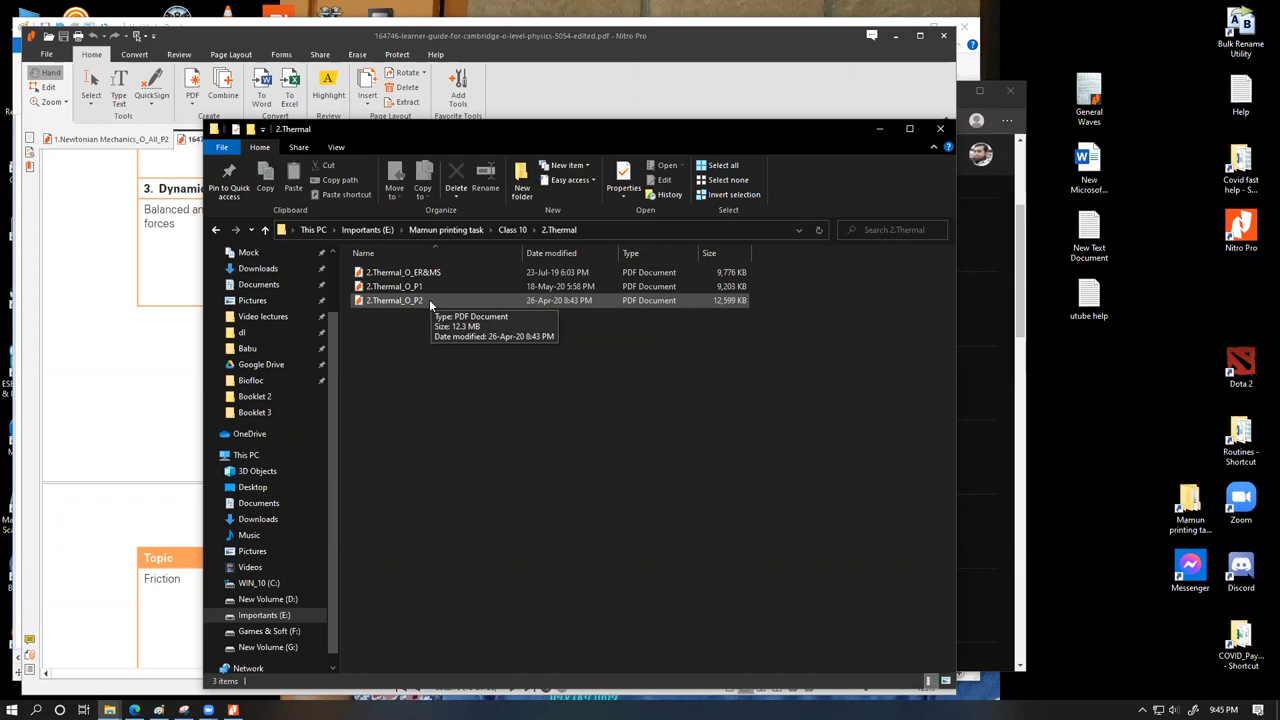 164746-learner-guide-for-cambridge-o-level-physics-5054-edited.pdf - Nitro Pro
File Home Convert Review Page Layout Forms Share Erase Protect Help
Hand
Edit
Zoom
Select
Type Text
QuickSign
Tools
PDF
Combine
Create
To Word
To Excel
Convert
Highlight
Review
Insert
Rotate
Delete
Extract
Page Layout
Add Tools
Favorite Tools
1.Newtonian Mechanics_O_All_P2
1647
3. Dynamic
Balanced an
forces
Topic
Friction
2.Thermal
File Home Share View
Pin to Quick access
Copy
Paste
Cut
Copy path
Paste shortcut
Clipboard
Move to
Copy to
Delete
Rename
Organize
New folder
New item
Easy access
New
Properties
Open
Edit
History
Open
Select all
Select none
Invert selection
Select
This PC > Importants (E:) > Mamun printing task > Class 10 > 2.Thermal
Search 2.Thermal
Name Date modified Type Size
2.Thermal_O_ER&MS 23-Jul-19 6:03 PM PDF Document 9,776 KB
2.Thermal_O_P1 18-May-20 5:58 PM PDF Document 9,203 KB
2.Thermal_O_P2 26-Apr-20 8:43 PM PDF Document 12,599 KB
Type: PDF Document
Size: 12.3 MB
Date modified: 26-Apr-20 8:43 PM
Mock
Downloads
Documents
Pictures
Video lectures
dl
Babu
Google Drive
Biofloc
Booklet 2
Booklet 3
OneDrive
This PC
3D Objects
Desktop
Documents
Downloads
Music
Pictures
Videos
WIN_10 (C:)
New Volume (D:)
Importants (E:)
Games & Soft (F:)
New Volume (G:)
Network
3 items
General Waves
New Microsof...
New Text Document
utube help
Bulk Rename Utility
Help
Covid fast help - S...
Nitro Pro
Dota 2
Routines - Shortcut
Mamun printing ta...
Zoom
Messenger
Discord
COVID_Pay... - Shortcut
9:45 PM